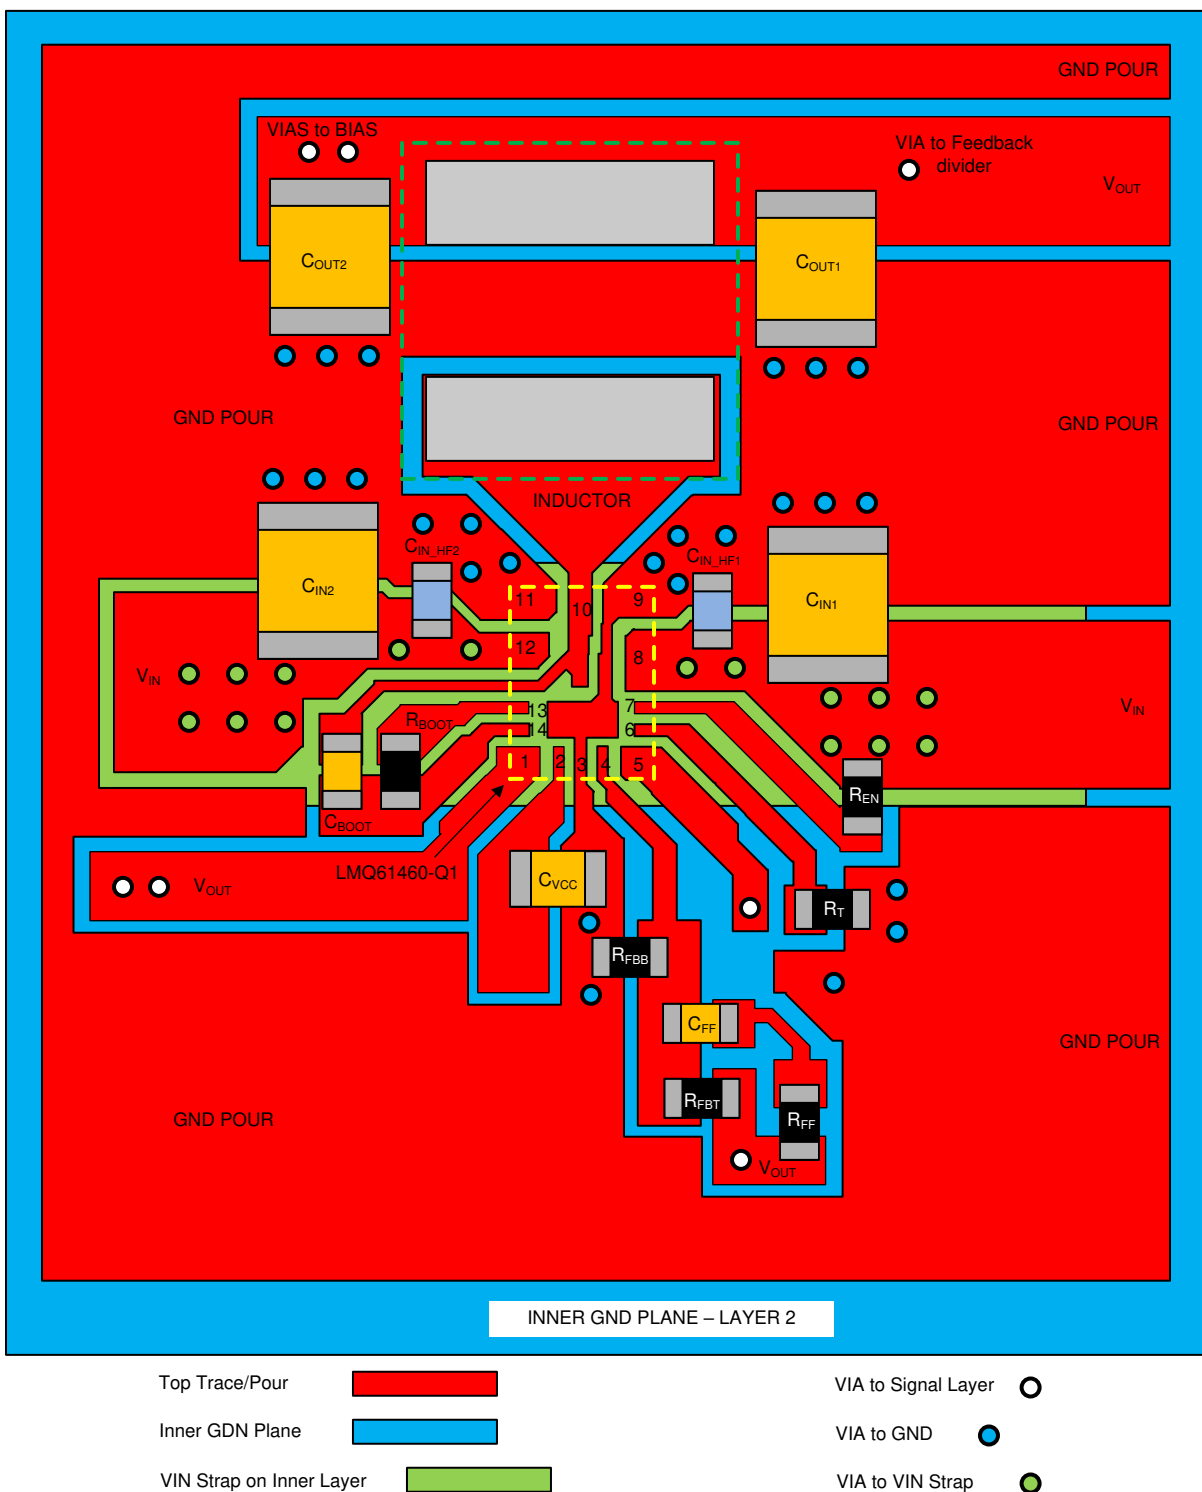 GND POUR
VIAS to BIAS
VIA to Feedback
divider
VOUT
COUT2
COUT1
GND POUR
GND POUR
INDUCTOR
CIN_HF2
CIN_HF1
CIN2
CIN1
11
10
9
12
8
VIN
VIN
13
7
RBOOT
14
6
1
2
3
4
5
REN
CBOOT
LMQ61460-Q1
VOUT
CVCC
RT
RFBB
CFF
GND POUR
RFBT
RFF
GND POUR
VOUT
INNER GND PLANE – LAYER 2
Top Trace/Pour
VIA to Signal Layer
Inner GDN Plane
VIA to GND
VIN Strap on Inner Layer
VIA to VIN Strap